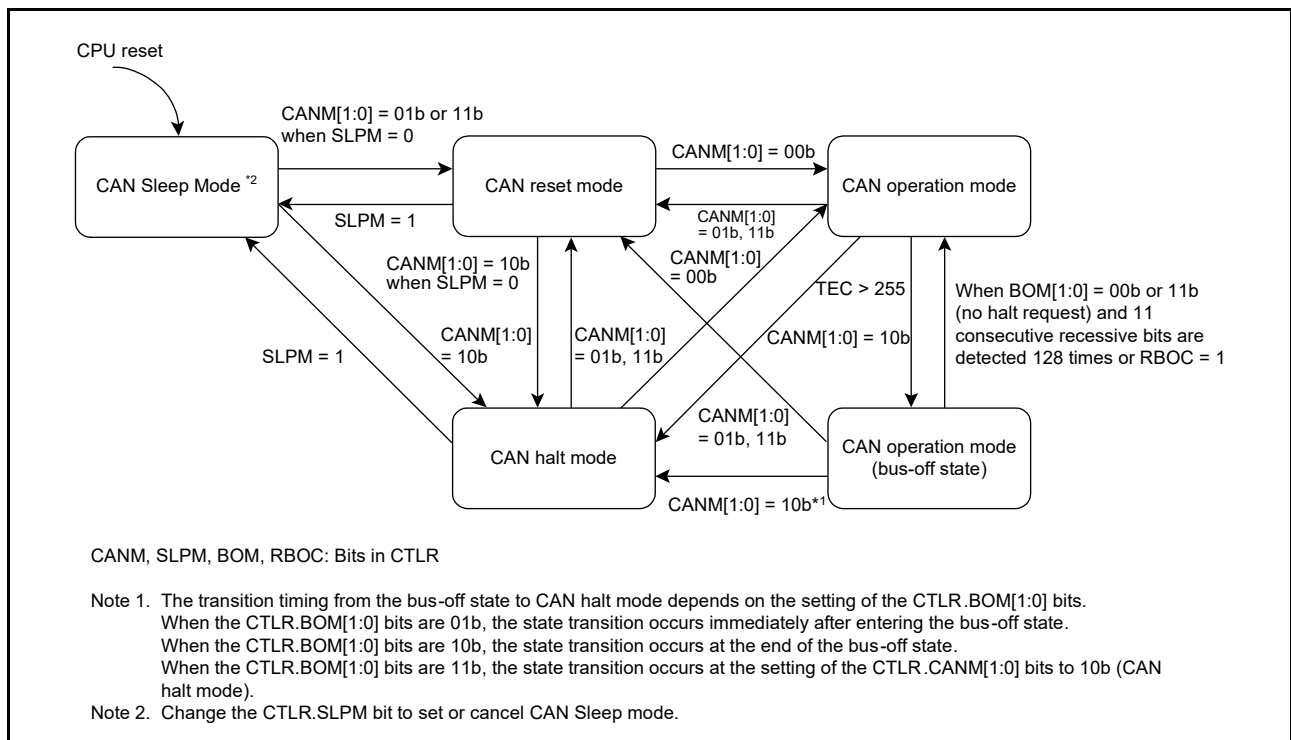 CPU reset
CANM[1:0] = 01b or 11b
when SLPM = 0
CAN Sleep Mode *2
CAN reset mode
CANM[1:0] = 00b
CAN operation mode
SLPM = 1
CANM[1:0]
= 01b, 11b
CANM[1:0] = 10b
when SLPM = 0
CANM[1:0]
= 00b
TEC > 255
When BOM[1:0] = 00b or 11b
(no halt request) and 11
consecutive recessive bits are
detected 128 times or RBOC = 1
SLPM = 1
CANM[1:0]
= 10b
CANM[1:0]
= 01b, 11b
CANM[1:0] = 10b
CANM[1:0]
= 01b, 11b
CAN halt mode
CAN operation mode
(bus-off state)
CANM[1:0] = 10b*1
CANM, SLPM, BOM, RBOC: Bits in CTLR
Note 1. The transition timing from the bus-off state to CAN halt mode depends on the setting of the CTLR.BOM[1:0] bits.
When the CTLR.BOM[1:0] bits are 01b, the state transition occurs immediately after entering the bus-off state.
When the CTLR.BOM[1:0] bits are 10b, the state transition occurs at the end of the bus-off state.
When the CTLR.BOM[1:0] bits are 11b, the state transition occurs at the setting of the CTLR.CANM[1:0] bits to 10b (CAN
halt mode).
Note 2. Change the CTLR.SLPM bit to set or cancel CAN Sleep mode.